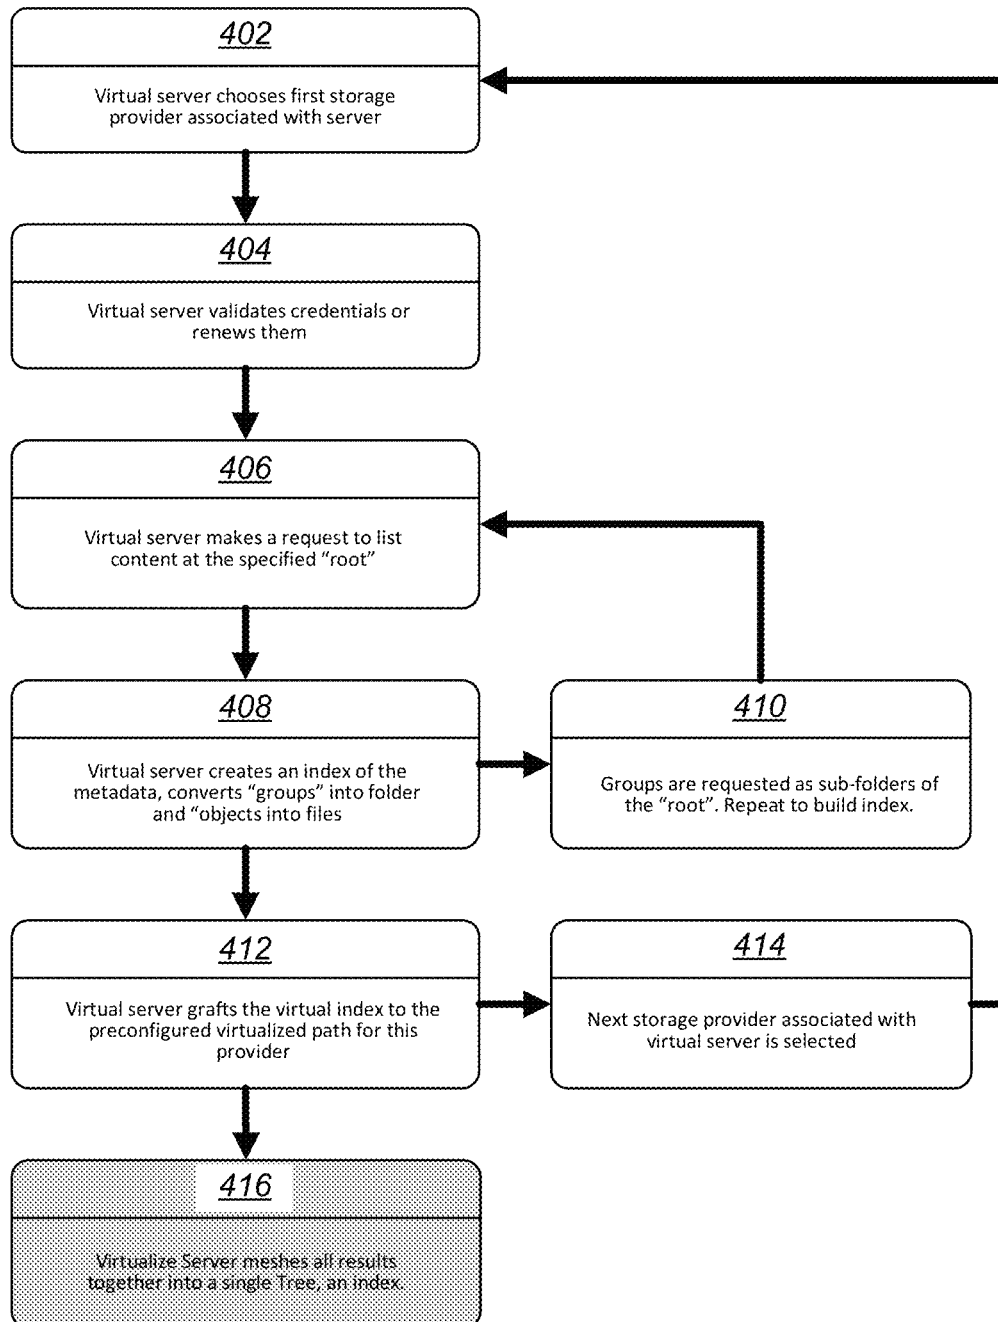 402
Virtual server chooses first storage
provider associated with server
404
Virtual server validates credentials or
renews them
406
Virtual server makes a request to list
content at the specified “root”
408
Virtual server creates an index of the
metadata, converts “groups” into folder
and “objects into files
410
Groups are requested as sub-folders of
the “root”. Repeat to build index.
412
Virtual server grafts the virtual index to the
preconfigured virtualized path for this
provider
414
Next storage provider associated with
virtual server is selected
416
Virtualize Server meshes all results
together into a single Tree, an index.